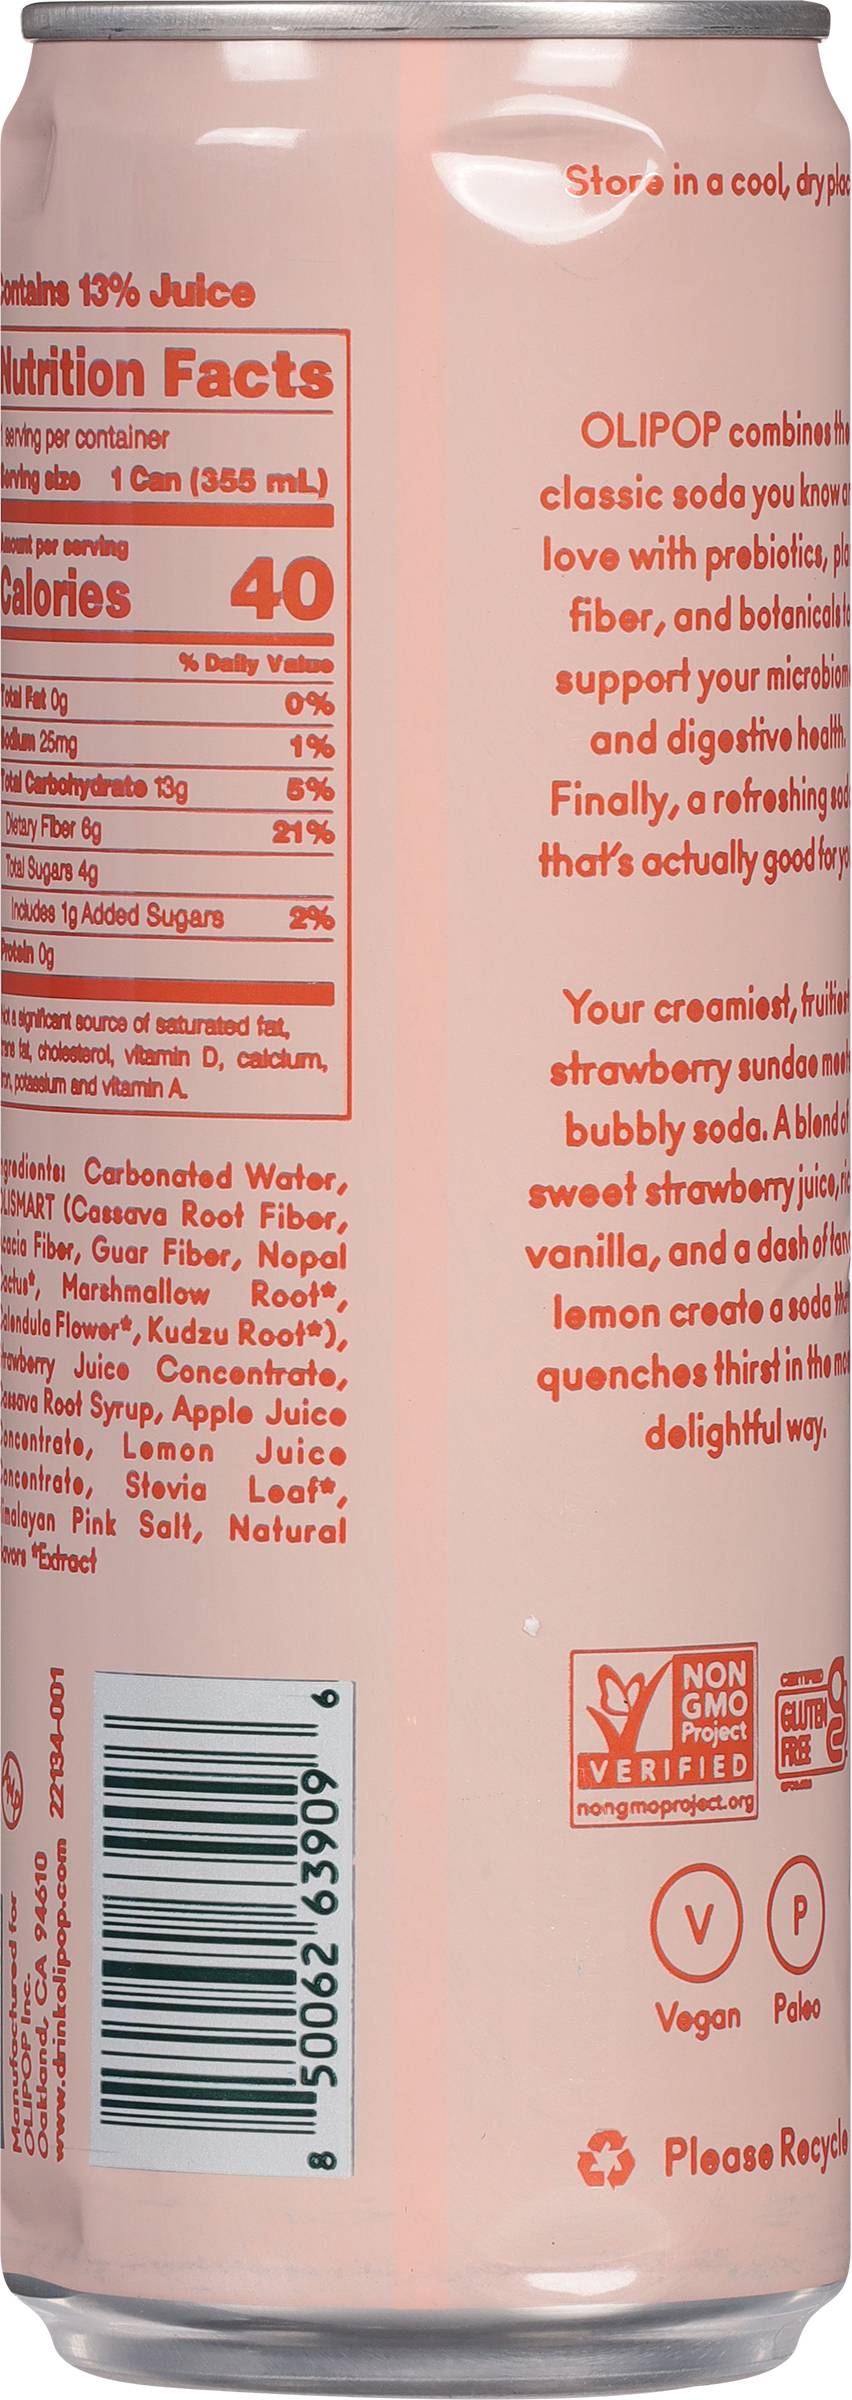 Contains 13% Juice
Nutrition Facts
1 serving per container
Serving size 1 Can (355 mL)
Amount per serving
Calories 40
% Daily Value
Total Fat 0g 0%
Sodium 25mg 1%
Total Carbohydrate 13g 5%
Dietary Fiber 6g 21%
Total Sugars 4g
Includes 1g Added Sugars 2%
Protein 0g
Not a significant source of saturated fat,
trans fat, cholesterol, vitamin D, calcium,
iron, potassium and vitamin A.
Ingredients: Carbonated Water,
OLISMART (Cassava Root Fiber,
Acacia Fiber, Guar Fiber, Nopal
Cactus*, Marshmallow Root*,
Calendula Flower*, Kudzu Root*),
Strawberry Juice Concentrate,
Cassava Root Syrup, Apple Juice
Concentrate, Lemon Juice
Concentrate, Stevia Leaf*,
Himalayan Pink Salt, Natural
Flavors *Extract
Manufactured for
OLIPOP Inc.
Oakland, CA 94610
www.drinkolipop.com 22134-001
8 50062 63909 6
Store in a cool, dry
OLIPOP combines the
classic soda you know
love with prebiotics,
fiber, and botanicals
support your
and digestive health.
Finally, a refreshing
that's actually good for
Your creamiest,
strawberry sundae
bubbly soda. A blend of
sweet strawberry juice,
vanilla, and a dash of
lemon create a soda
quenches thirst in the
delightful way.
NON
GMO
Project
VERIFIED
nongmoproject.org
CERTIFIED
GLUTEN
FREE
V
Vegan
P
Paleo
Please Recycle